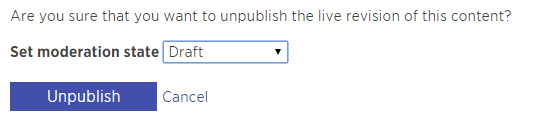 Are you sure that you want to unpublish the live revision of this content?
Set moderation state Draft
Unpublish Cancel